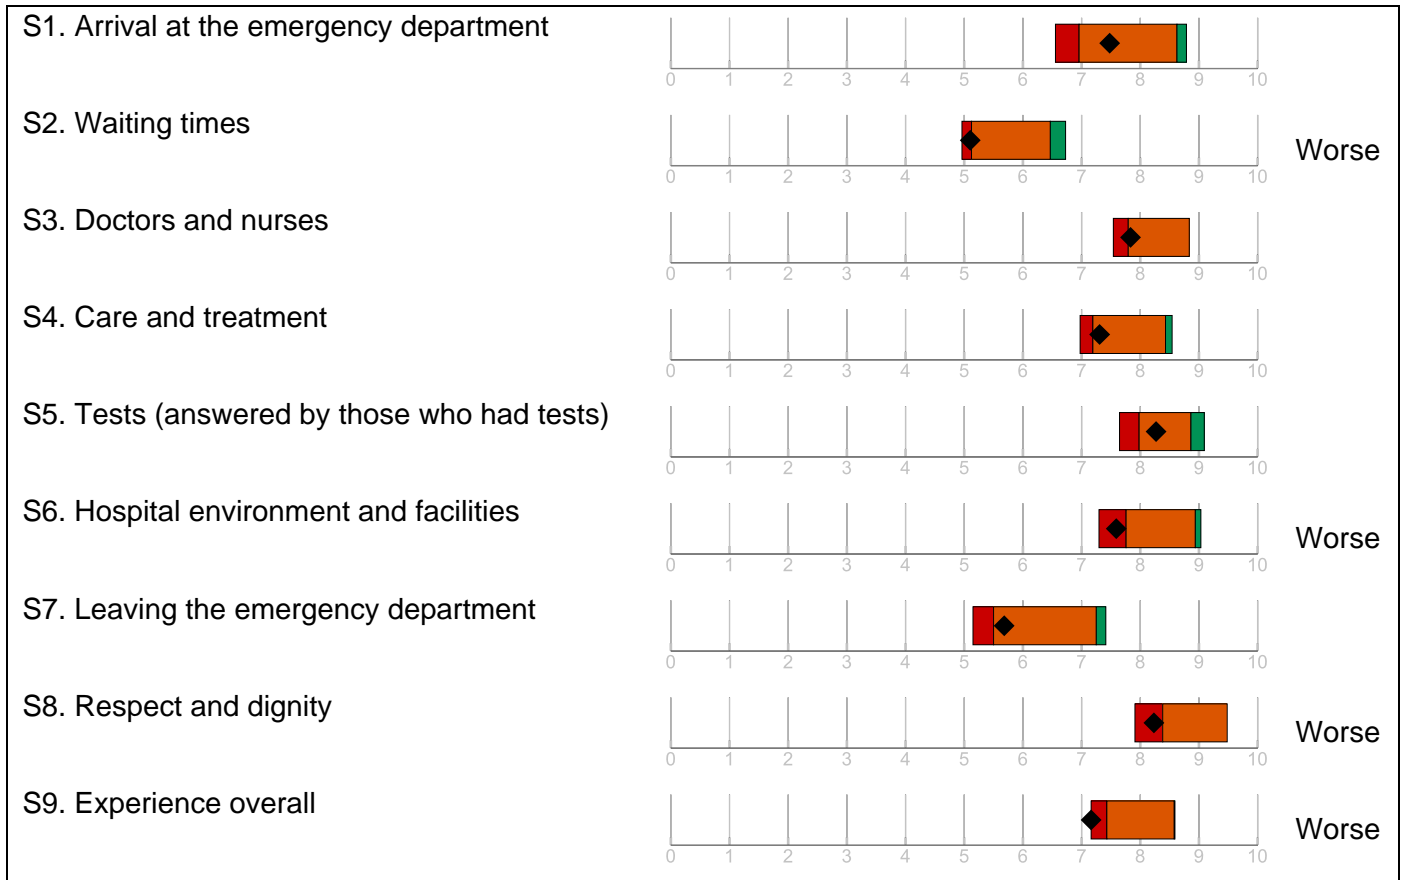 S1. Arrival at the emergency department
0 1 2 3 4 5 6 7 8 9 10
S2. Waiting times
Worse
0 1 2 3 4 5 6 7 8 9 10
S3. Doctors and nurses
0 1 2 3 4 5 6 7 8 9 10
S4. Care and treatment
0 1 2 3 4 5 6 7 8 9 10
S5. Tests (answered by those who had tests)
0 1 2 3 4 5 6 7 8 9 10
S6. Hospital environment and facilities
Worse
0 1 2 3 4 5 6 7 8 9 10
S7. Leaving the emergency department
0 1 2 3 4 5 6 7 8 9 10
S8. Respect and dignity
Worse
0 1 2 3 4 5 6 7 8 9 10
S9. Experience overall
Worse
0 1 2 3 4 5 6 7 8 9 10